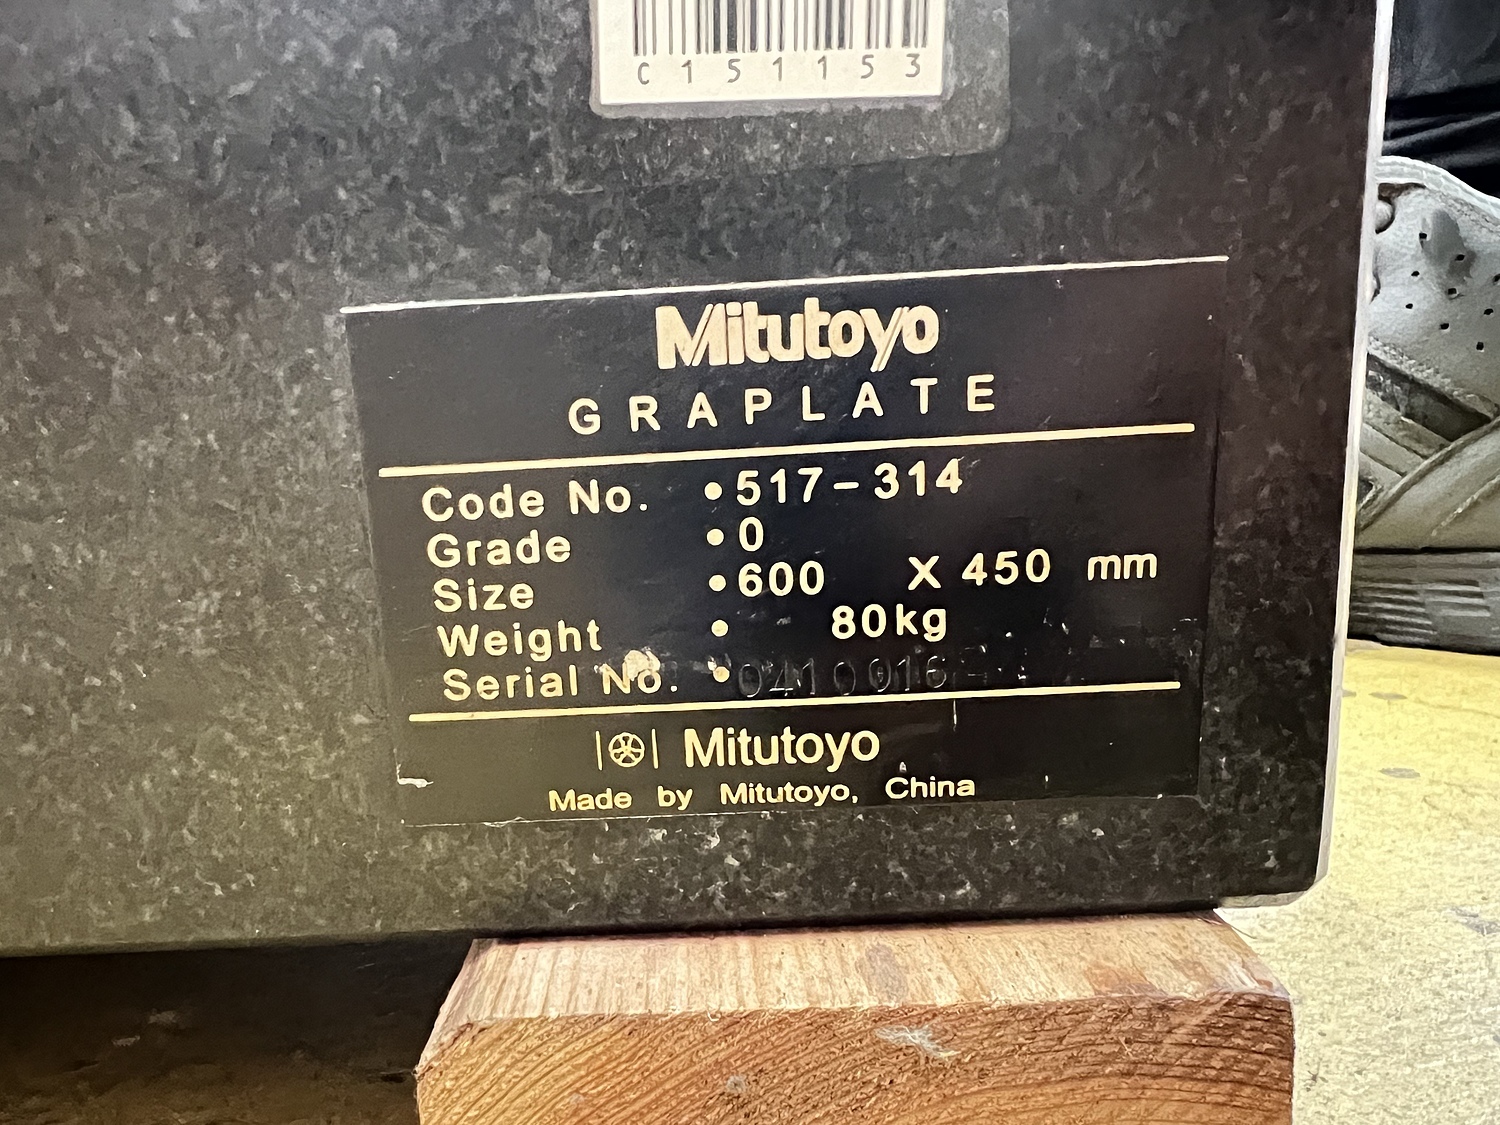 C151153
Mitutoyo
GRAPLATE
Code No. •517-314
Grade •0
Size •600 X 450 mm
Weight • 80kg
Serial No. •0410016
Mitutoyo
Made by Mitutoyo, China